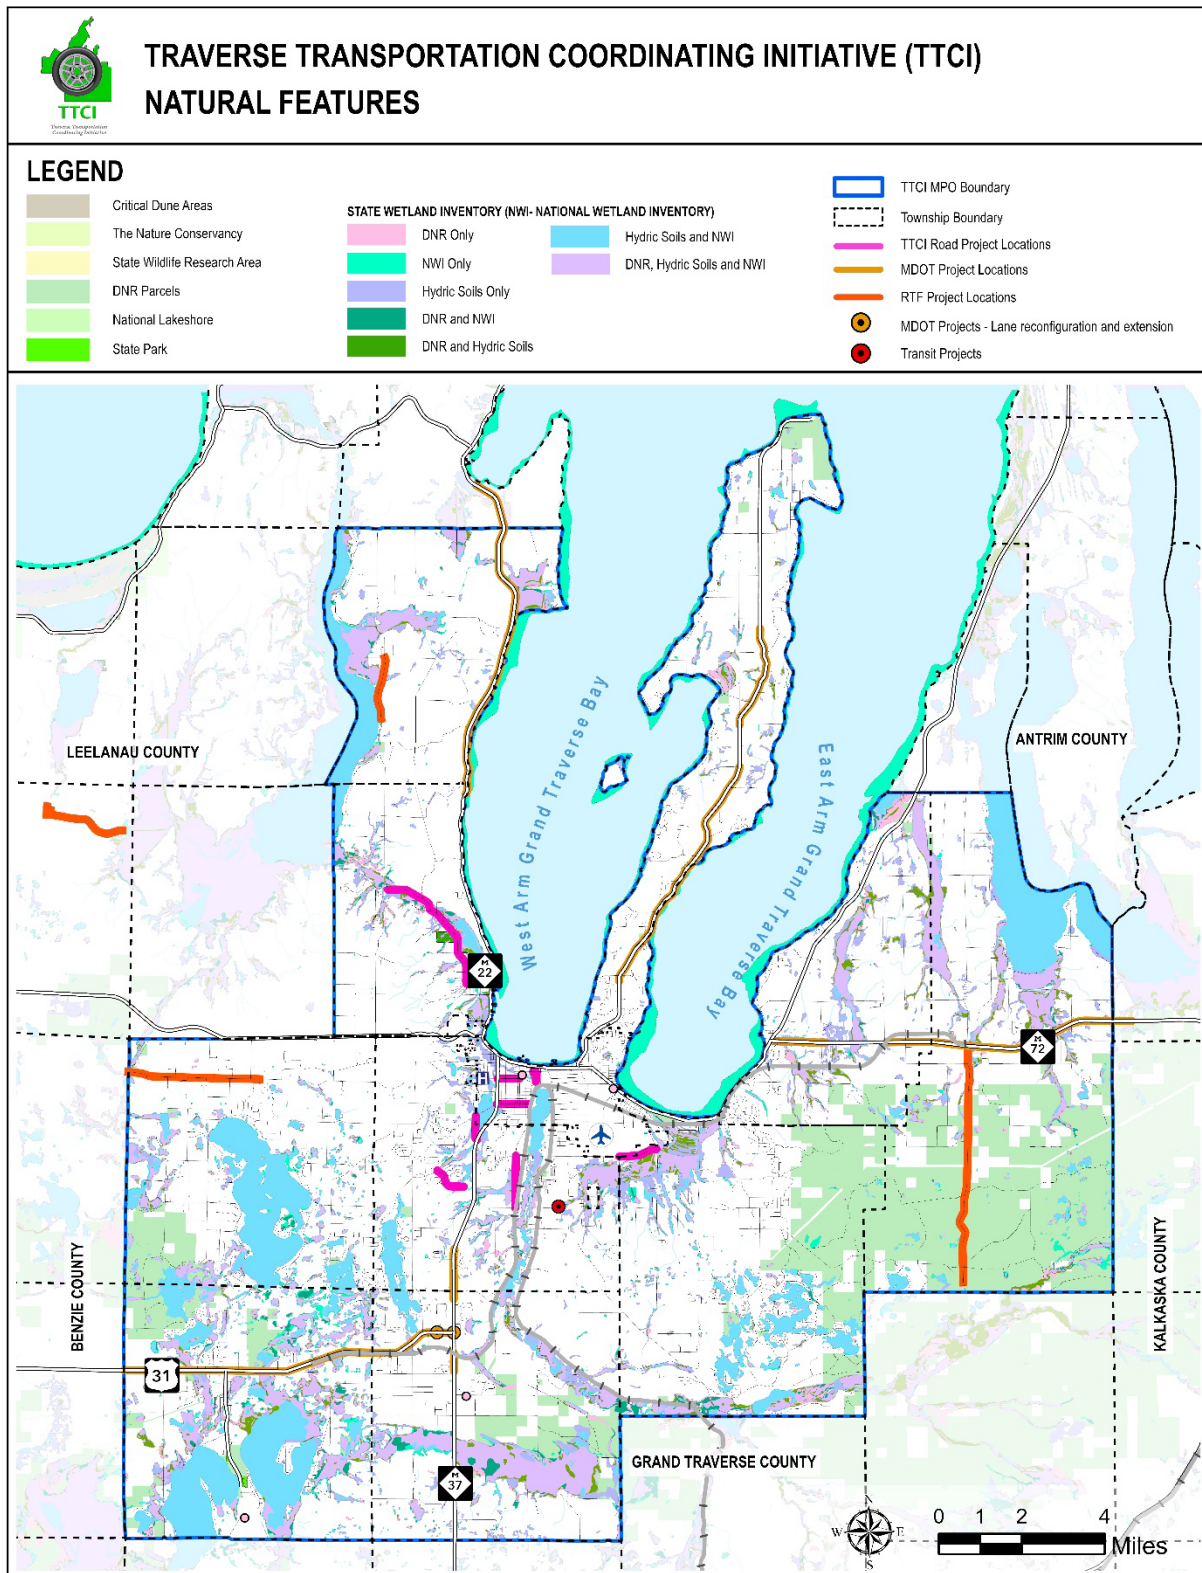 TRAVERSE TRANSPORTATION COORDINATING INITIATIVE (TTCI)
NATURAL FEATURES
TTCI
Traverse Transportation
Coordinating Initiative
LEGEND
Critical Dune Areas
The Nature Conservancy
State Wildlife Research Area
DNR Parcels
National Lakeshore
State Park
STATE WETLAND INVENTORY (NWI- NATIONAL WETLAND INVENTORY)
DNR Only
NWI Only
Hydric Soils Only
DNR and NWI
DNR and Hydric Soils
Hydric Soils and NWI
DNR, Hydric Soils and NWI
TTCI MPO Boundary
Township Boundary
TTCI Road Project Locations
MDOT Project Locations
RTF Project Locations
MDOT Projects - Lane reconfiguration and extension
Transit Projects
LEELANAU COUNTY
ANTRIM COUNTY
West Arm Grand Traverse Bay
East Arm Grand Traverse Bay
M
22
M
72
H
BENZIE COUNTY
KALKASKA COUNTY
31
M
37
GRAND TRAVERSE COUNTY
N
W
E
S
0 1 2 4
Miles